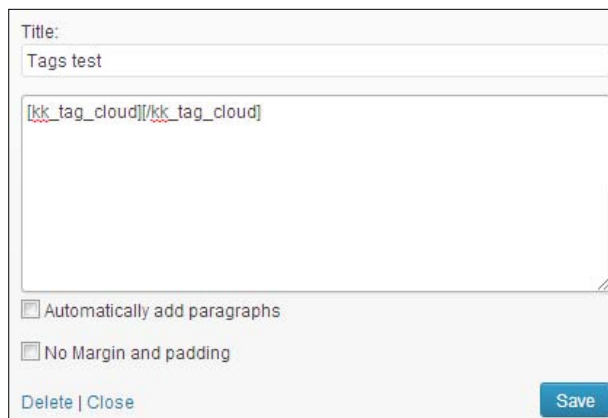 Title:
Tags test
[kk_tag_cloud][/kk_tag_cloud]
Automatically add paragraphs
No Margin and padding
Delete | Close
Save